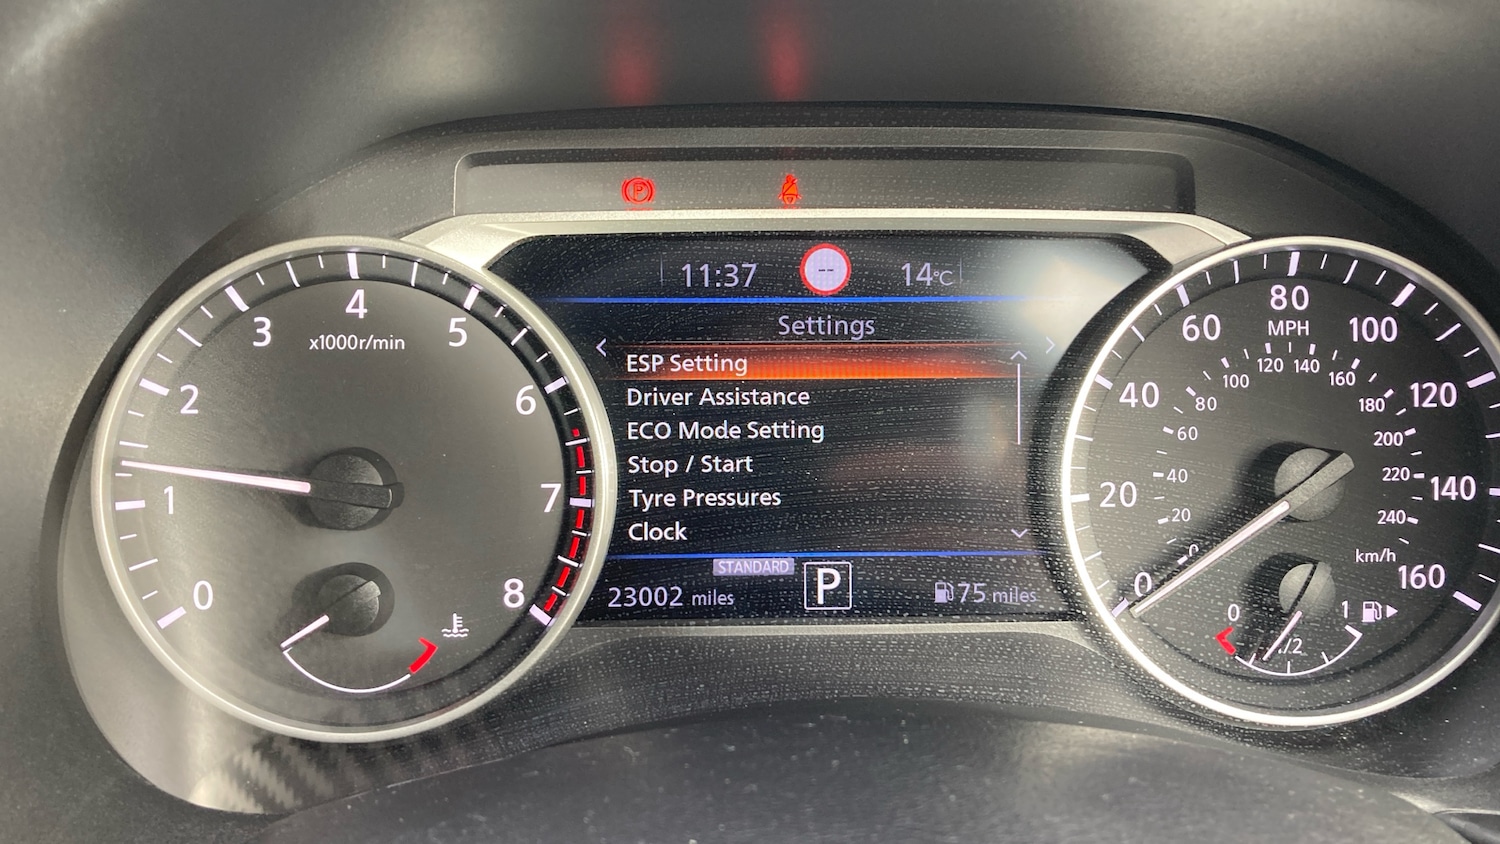 P
11:37
--
14°C
Settings
ESP Setting
Driver Assistance
ECO Mode Setting
Stop / Start
Tyre Pressures
Clock
STANDARD
23002 miles
P
75 miles
0
1
2
3
4
5
6
7
8
x1000r/min
0
20
40
60
80
100
120
140
160
MPH
0
20
40
60
80
100
120
140
160
180
200
220
240
km/h
0
1/2
1